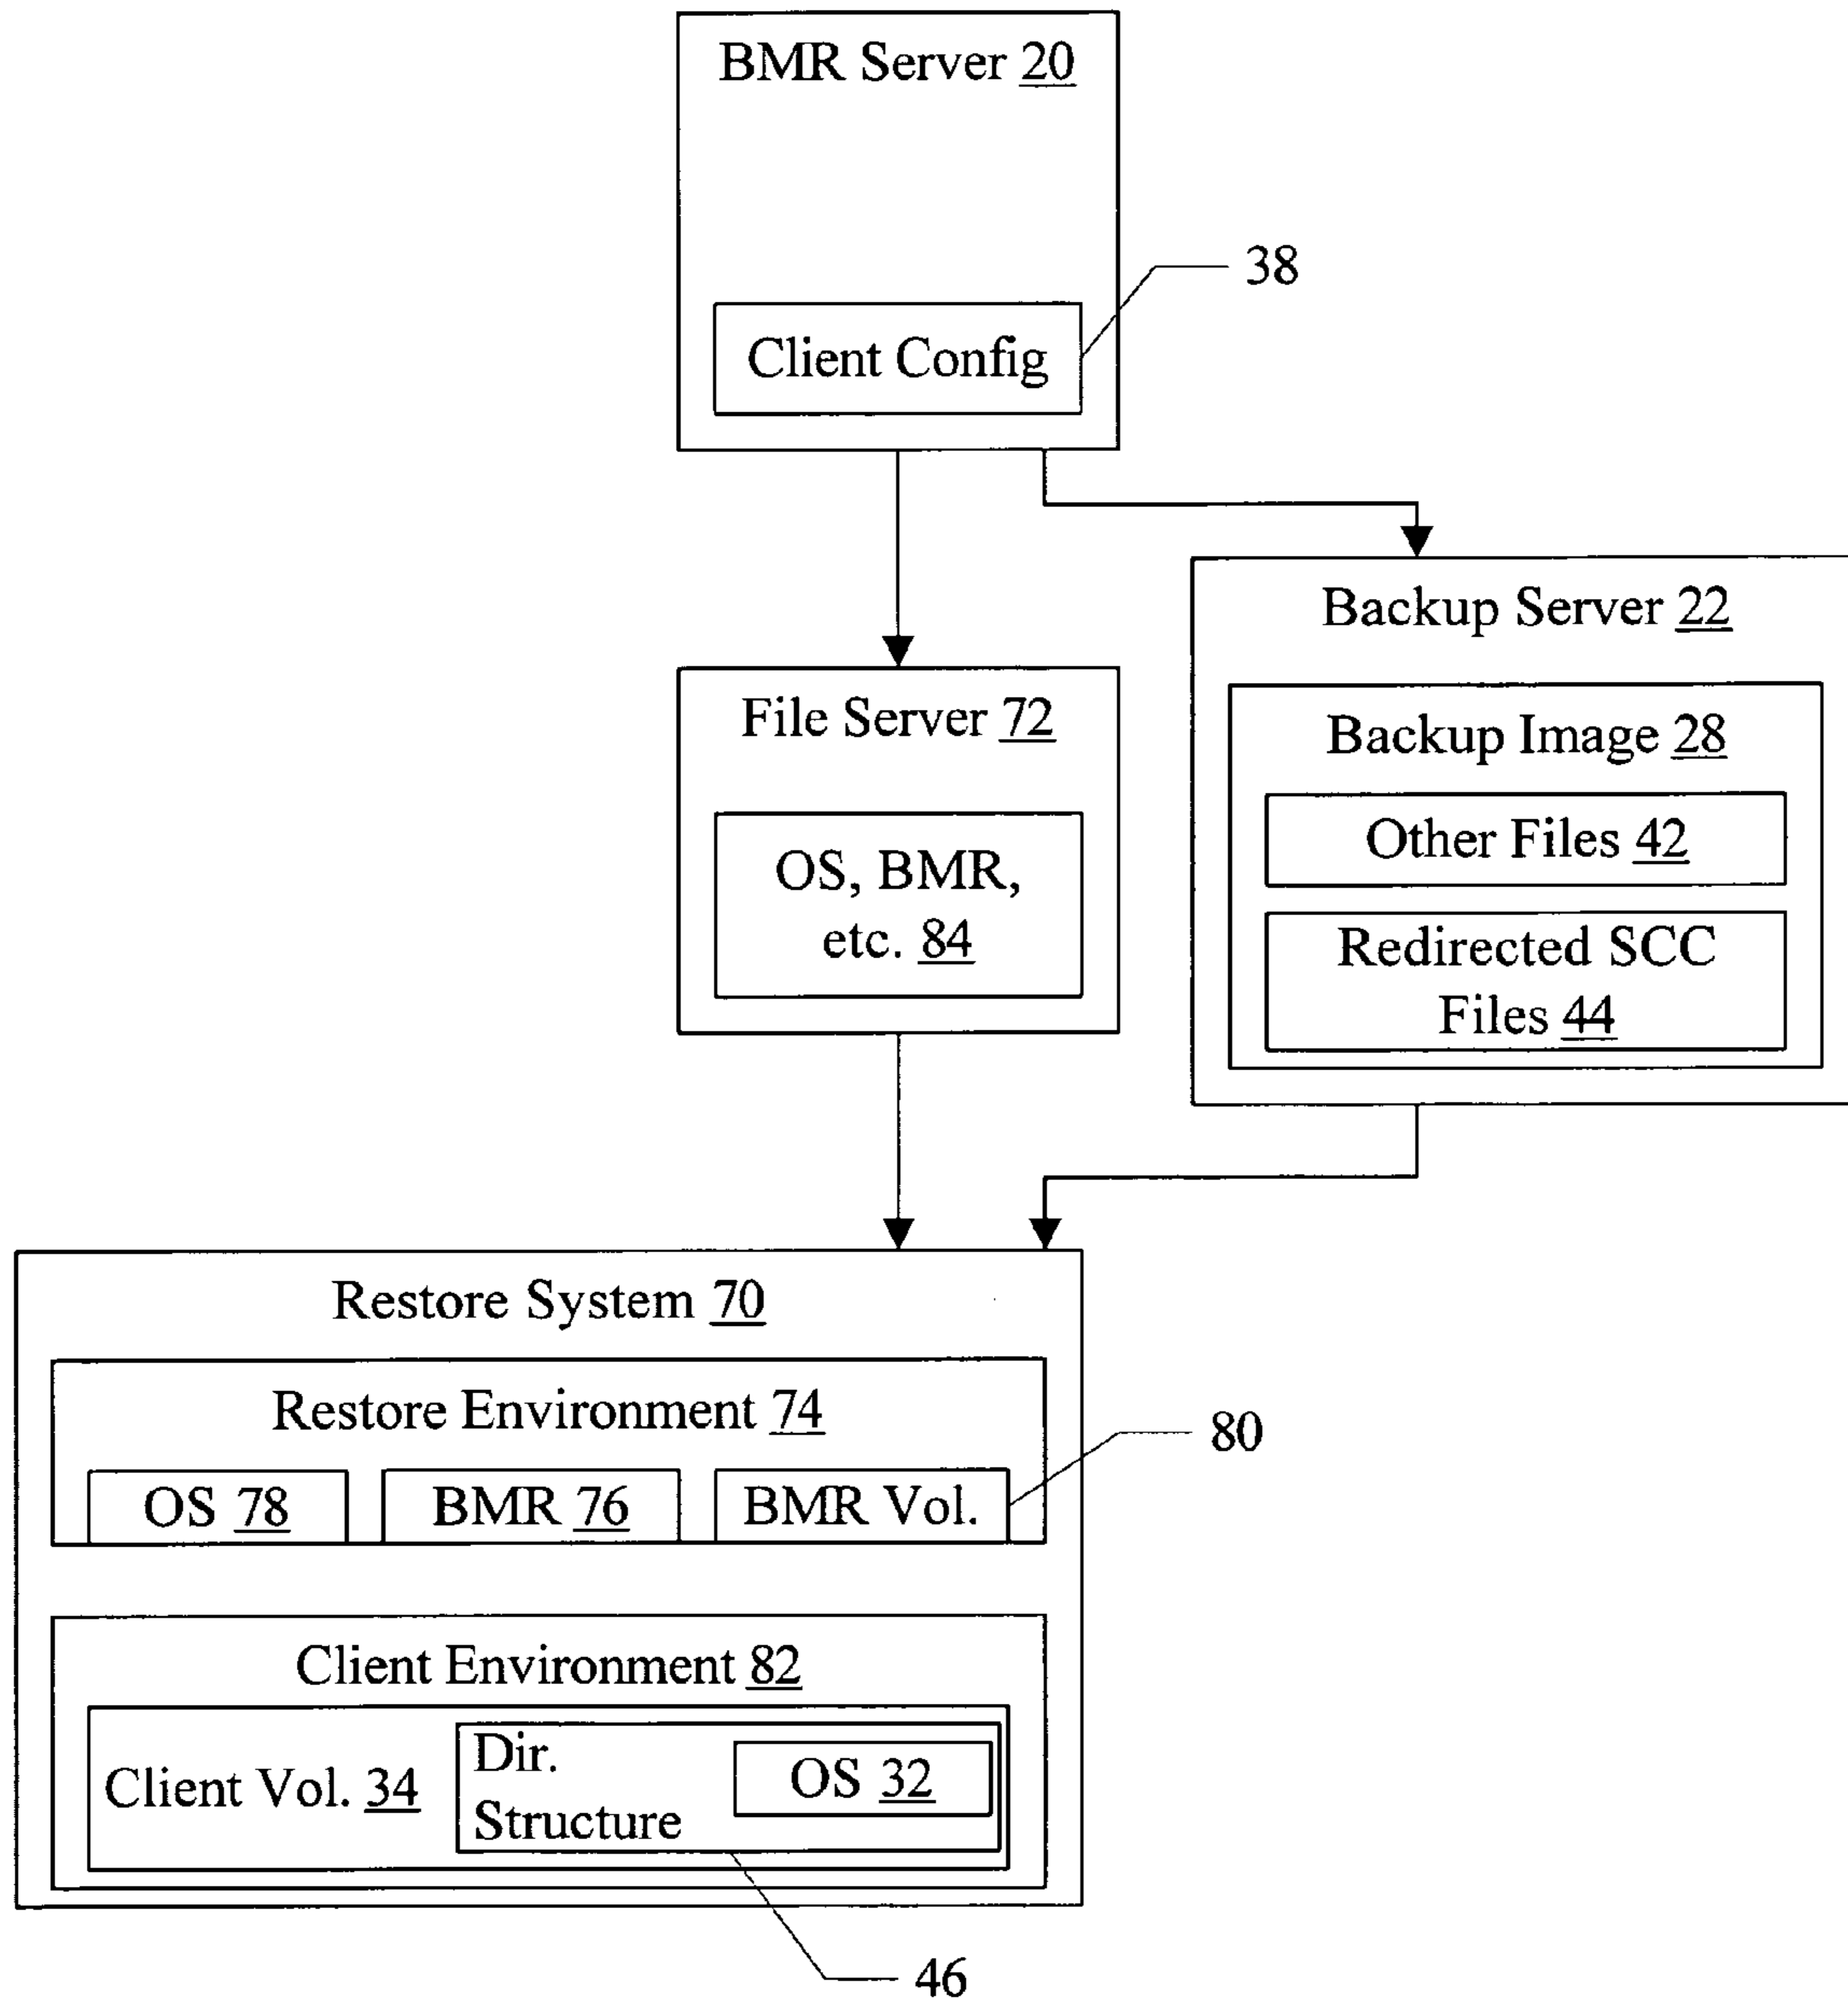 BMR Server 20
38
Client Config
Backup Server 22
File Server 72
Backup Image 28
Other Files 42
OS, BMR,
etc. 84
Redirected SCC
Files 44
Restore System 70
Restore Environment 74
80
OS 78
BMR 76
BMR Vol.
Client Environment 82
Client Vol. 34
Dir.
Structure
OS 32
46